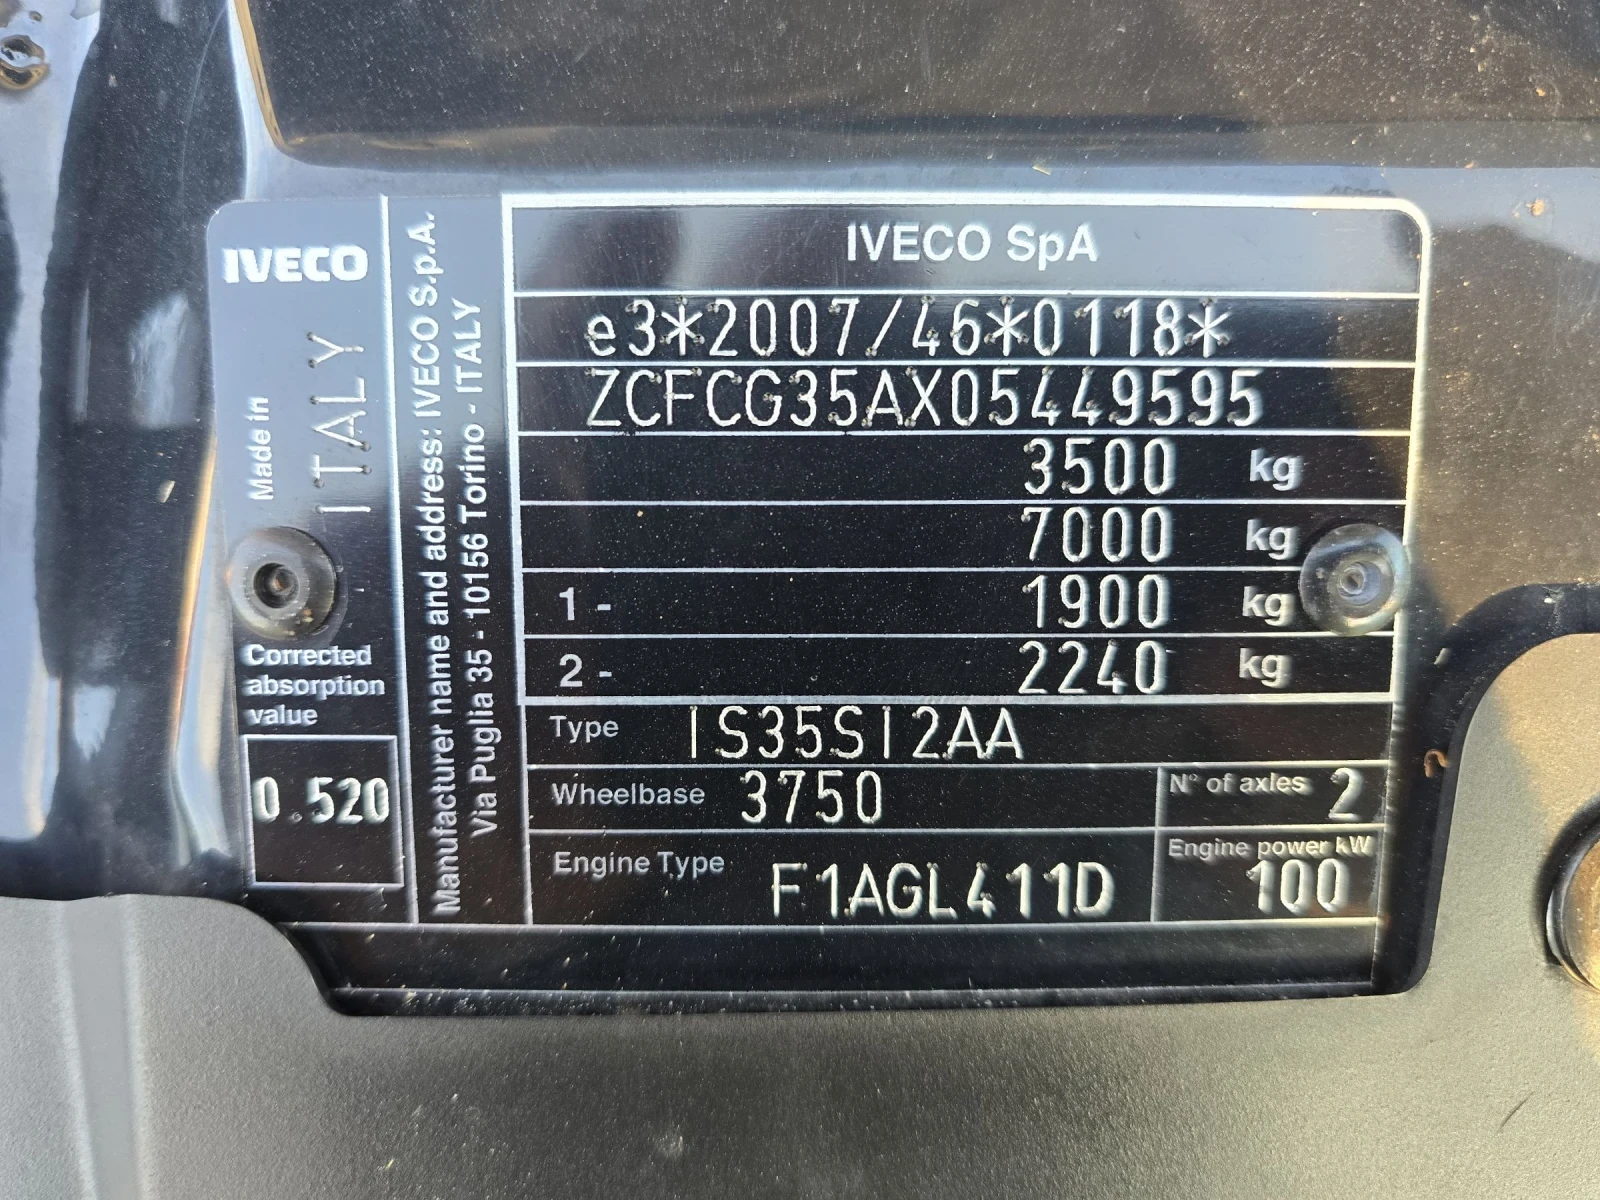 IVECO
Made in
ITALY
Corrected
absorption
value
0.520
Manufacturer name and address: IVECO S.p.A.
Via Puglia 35 - 10156 Torino - ITALY
IVECO SpA
e3*2007/46*0118*
ZCFCG35AX05449595
3500 kg
7000 kg
1 - 1900 kg
2 - 2240 kg
Type IS35SI2AA
Wheelbase 3750
N° of axles 2
Engine Type F1AGL411D
Engine power kW
100